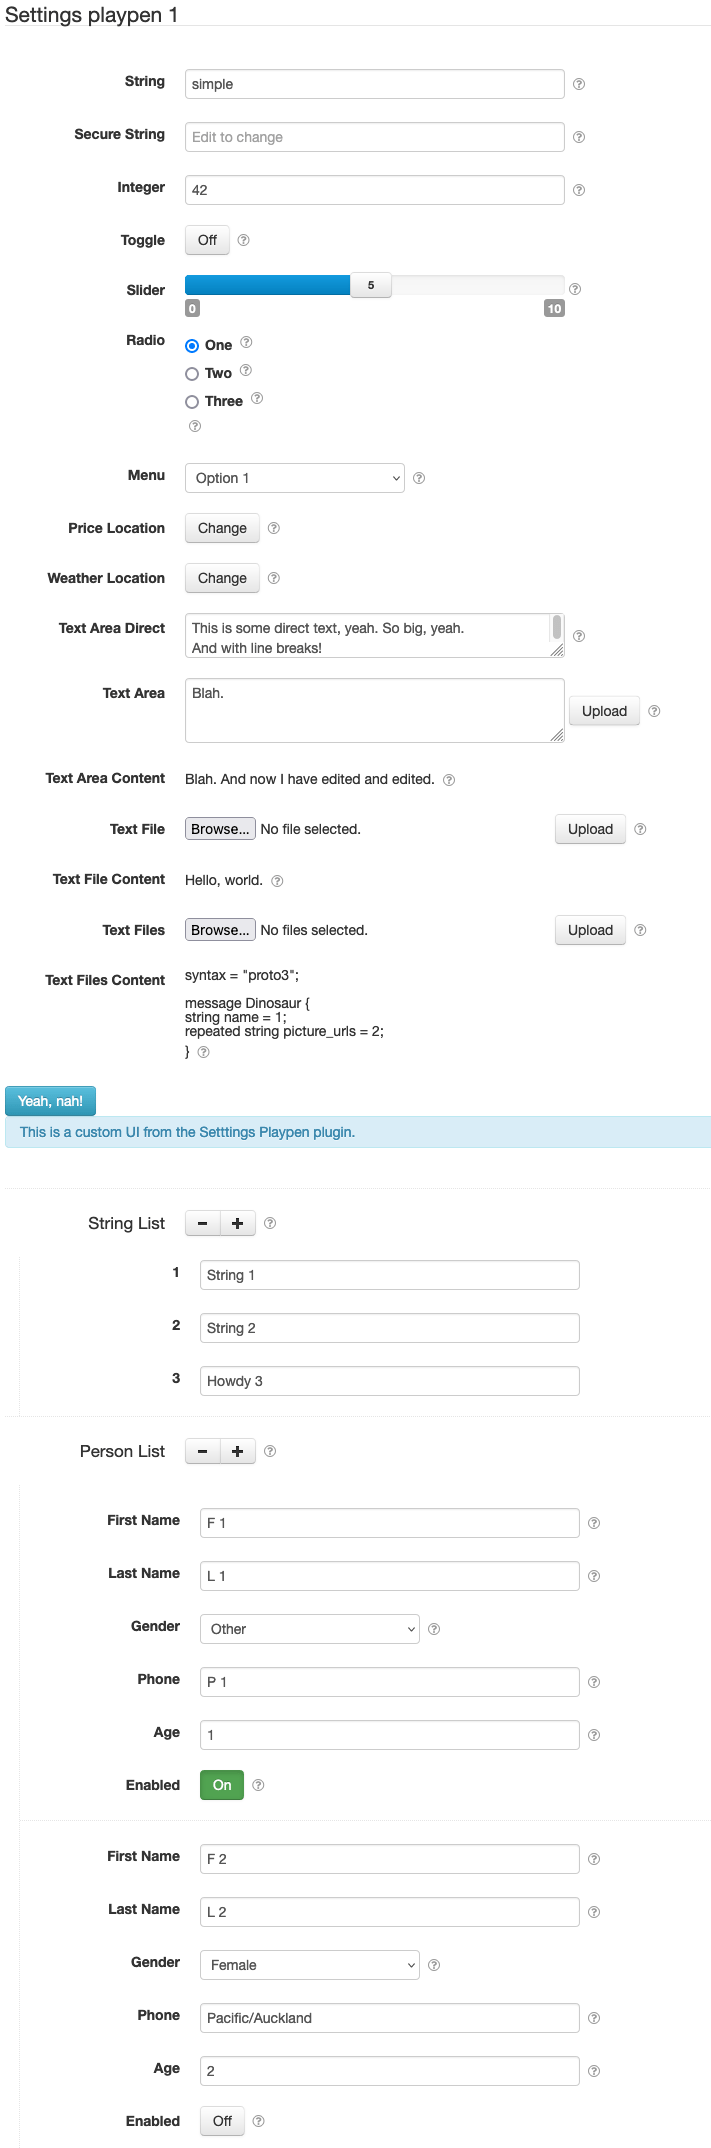 Settings playpen 1
String simple
Secure String Edit to change
Integer 42
Toggle Off
Slider 5
0 10
Radio One
Two
Three
Menu Option 1
Price Location Change
Weather Location Change
Text Area Direct This is some direct text, yeah. So big, yeah.
And with line breaks!
Text Area Blah. Upload
Text Area Content Blah. And now I have edited and edited.
Text File Browse... No file selected. Upload
Text File Content Hello, world.
Text Files Browse... No files selected. Upload
Text Files Content syntax = "proto3";
message Dinosaur {
string name = 1;
repeated string picture_urls = 2;
}
Yeah, nah!
This is a custom UI from the Setttings Playpen plugin.
String List
1 String 1
2 String 2
3 Howdy 3
Person List
First Name F 1
Last Name L 1
Gender Other
Phone P 1
Age 1
Enabled On
First Name F 2
Last Name L 2
Gender Female
Phone Pacific/Auckland
Age 2
Enabled Off